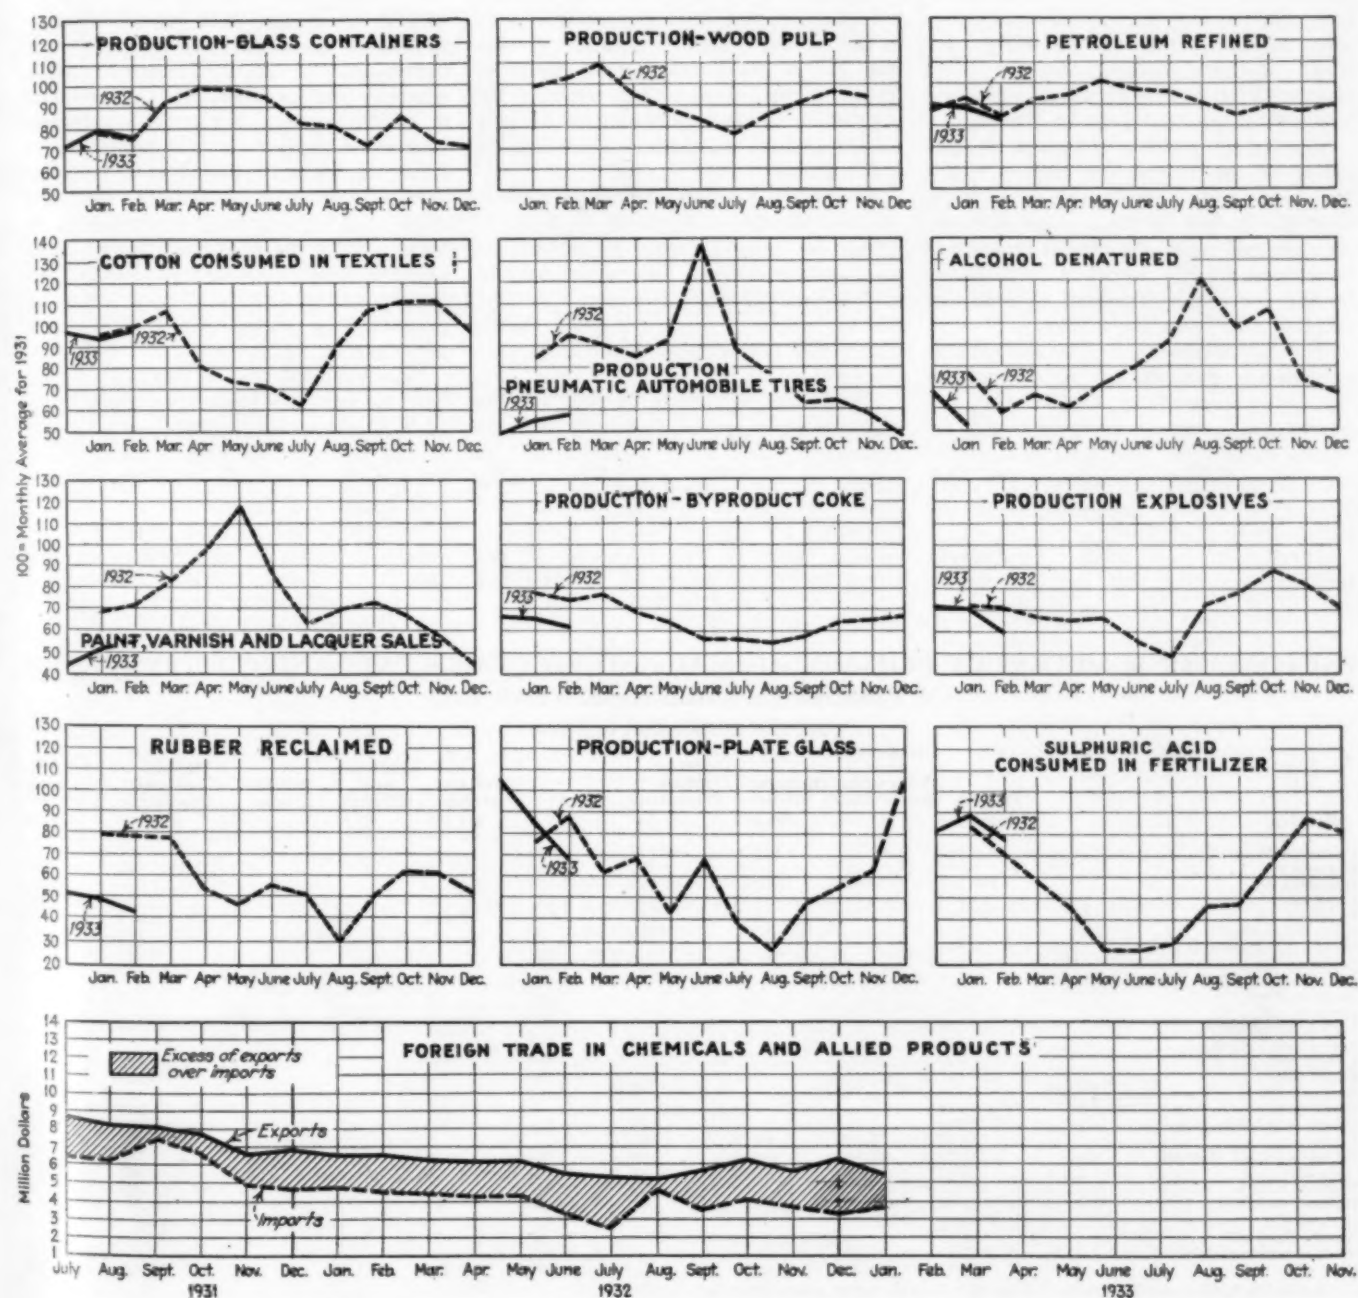 130
120
110
100
90
80
70
60
50
PRODUCTION-GLASS CONTAINERS
1932
1933
Jan. Feb. Mar. Apr. May June July Aug. Sept. Oct Nov. Dec.
PRODUCTION-WOOD PULP
1932
Jan. Feb. Mar Apr. May June July Aug. Sept. Oct Nov. Dec
PETROLEUM REFINED
1932
1933
Jan Feb. Mar. Apr. May June July Aug. Sept. Oct. Nov. Dec.
100 = Monthly Average for 1931
140
130
120
110
100
90
80
70
60
50
COTTON CONSUMED IN TEXTILES
1932
1933
Jan. Feb. Mar. Apr May June July Aug. Sept. Oct Nov. Dec.
1932
PRODUCTION
PNEUMATIC AUTOMOBILE TIRES
1933
Jan. Feb. Mar. Apr. May June July Aug. Sept. Oct. Nov. Dec.
ALCOHOL DENATURED
1933
1932
Jan. Feb. Mar. Apr. May June July Aug. Sept. Oct. Nov. Dec.
130
120
110
100
90
80
70
60
50
40
1932
PAINT, VARNISH AND LACQUER SALES
1933
Jan. Feb. Mar. Apr. May June July Aug. Sept. Oct. Nov. Dec.
PRODUCTION-BYPRODUCT COKE
1932
1933
Jan. Feb. Mar. Apr. May June July Aug. Sept. Oct. Nov. Dec.
PRODUCTION EXPLOSIVES
1933
1932
Jan. Feb. Mar. Apr. May June July Aug. Sept. Oct. Nov. Dec.
130
120
110
100
90
80
70
60
50
40
30
20
RUBBER RECLAIMED
1932
1933
Jan. Feb. Mar Apr May June July Aug. Sept. Oct. Nov. Dec.
PRODUCTION-PLATE GLASS
1932
1933
Jan. Feb. Mar. Apr. May June July Aug. Sept. Oct. Nov. Dec.
SULPHURIC ACID
CONSUMED IN FERTILIZER
1933
1932
Jan. Feb. Mar. Apr. May June July Aug. Sept. Oct. Nov. Dec.
Million Dollars
14
13
12
11
10
9
8
7
6
5
4
3
2
1
Excess of exports
over imports
FOREIGN TRADE IN CHEMICALS AND ALLIED PRODUCTS
Exports
Imports
July Aug. Sept. Oct. Nov. Dec. Jan. Feb. Mar. Apr. May June July Aug. Sept. Oct. Nov. Dec. Jan. Feb. Mar Apr. May June July Aug. Sept. Oct. Nov.
1931 1932 1933